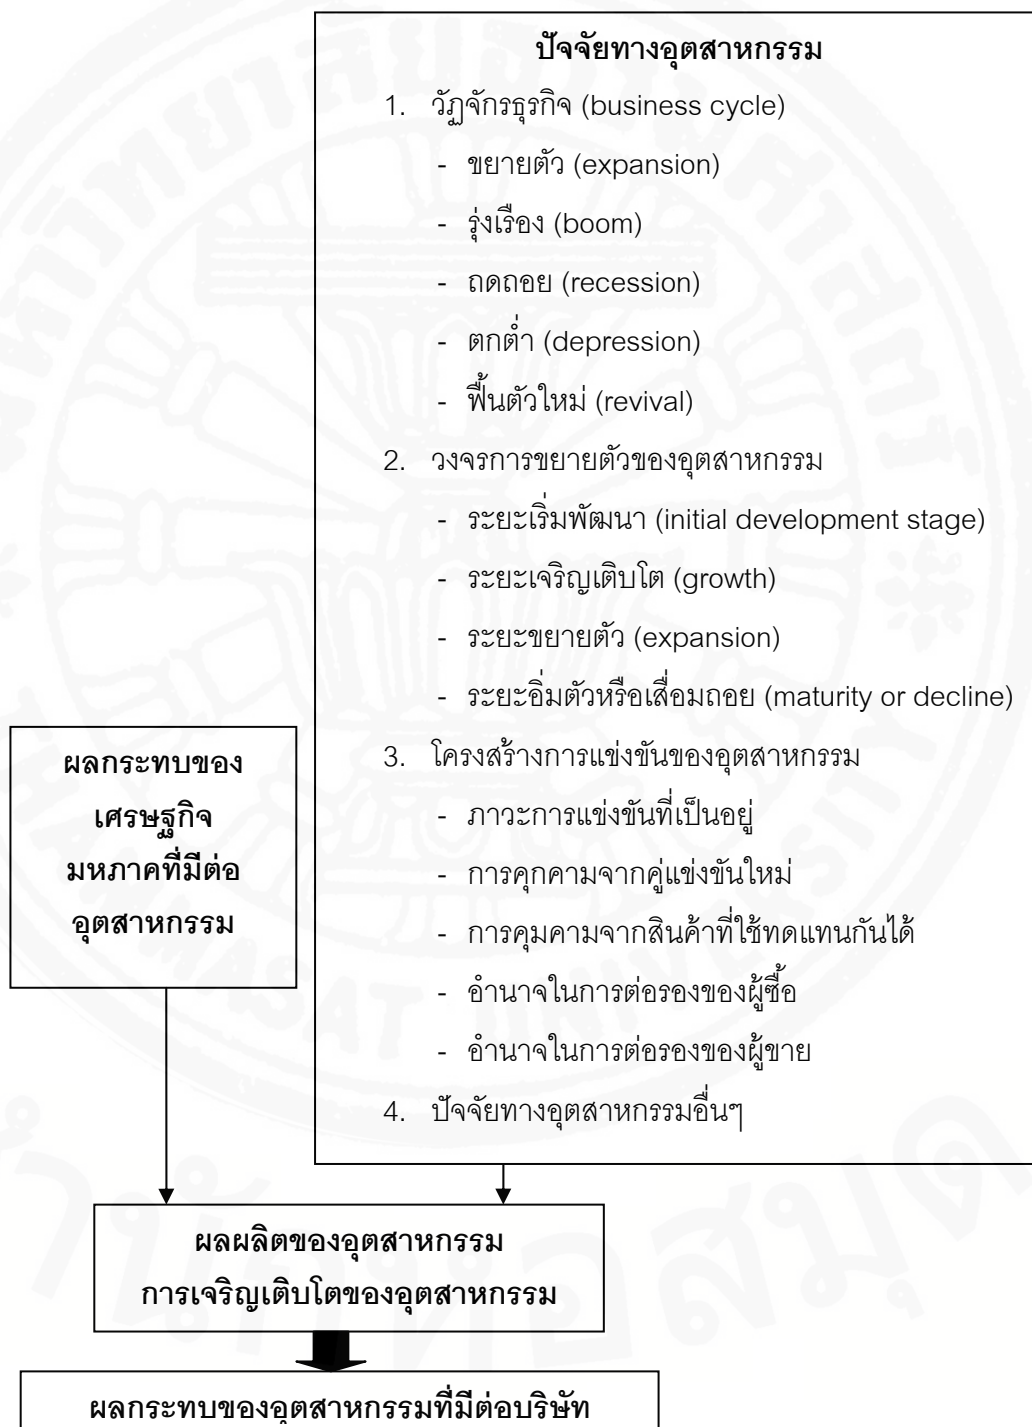 ปัจจัยทางอุตสาหกรรม
1. วัฏจักรธุรกิจ (business cycle)
- ขยายตัว (expansion)
- รุ่งเรือง (boom)
- ถดถอย (recession)
- ตกต่ำ (depression)
- ฟื้นตัวใหม่ (revival)
2. วงจรการขยายตัวของอุตสาหกรรม
- ระยะเริ่มพัฒนา (initial development stage)
- ระยะเจริญเติบโต (growth)
- ระยะขยายตัว (expansion)
- ระยะอิ่มตัวหรือเสื่อมถอย (maturity or decline)
3. โครงสร้างการแข่งขันของอุตสาหกรรม
- ภาวะการแข่งขันที่เป็นอยู่
- การคุกคามจากคู่แข่งขันใหม่
- การคุมคามจากสินค้าที่ใช้ทดแทนกันได้
- อำนาจในการต่อรองของผู้ซื้อ
- อำนาจในการต่อรองของผู้ขาย
4. ปัจจัยทางอุตสาหกรรมอื่นๆ
ผลกระทบของ
เศรษฐกิจ
มหภาคที่มีต่อ
อุตสาหกรรม
ผลผลิตของอุตสาหกรรม
การเจริญเติบโตของอุตสาหกรรม
ผลกระทบของอุตสาหกรรมที่มีต่อบริษัท